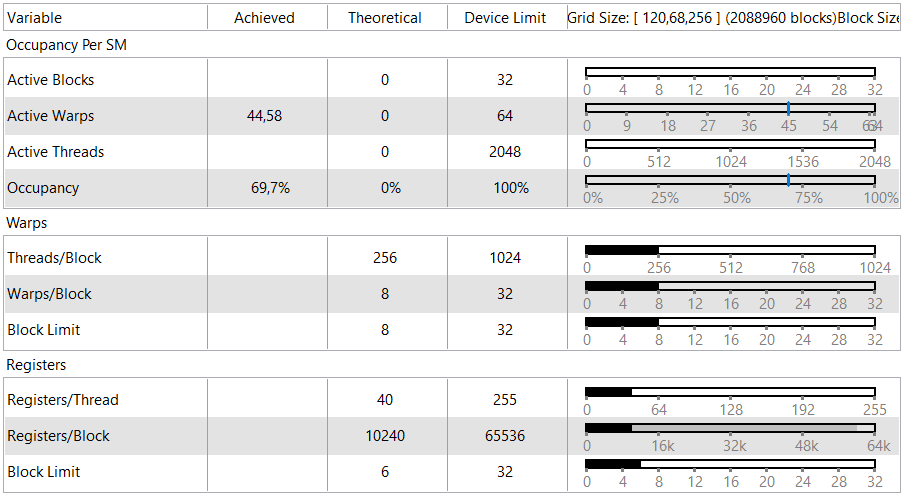 Variable Achieved Theoretical Device Limit Grid Size: [ 120,68,256 ] (2088960 blocks)Block Size
Occupancy Per SM
Active Blocks 0 32
0 4 8 12 16 20 24 28 32
Active Warps 44,58 0 64
0 9 18 27 36 45 54 63 64
Active Threads 0 2048
0 512 1024 1536 2048
Occupancy 69,7% 0% 100%
0% 25% 50% 75% 100%
Warps
Threads/Block 256 1024
0 256 512 768 1024
Warps/Block 8 32
0 4 8 12 16 20 24 28 32
Block Limit 8 32
0 4 8 12 16 20 24 28 32
Registers
Registers/Thread 40 255
0 64 128 192 255
Registers/Block 10240 65536
0 16k 32k 48k 64k
Block Limit 6 32
0 4 8 12 16 20 24 28 32